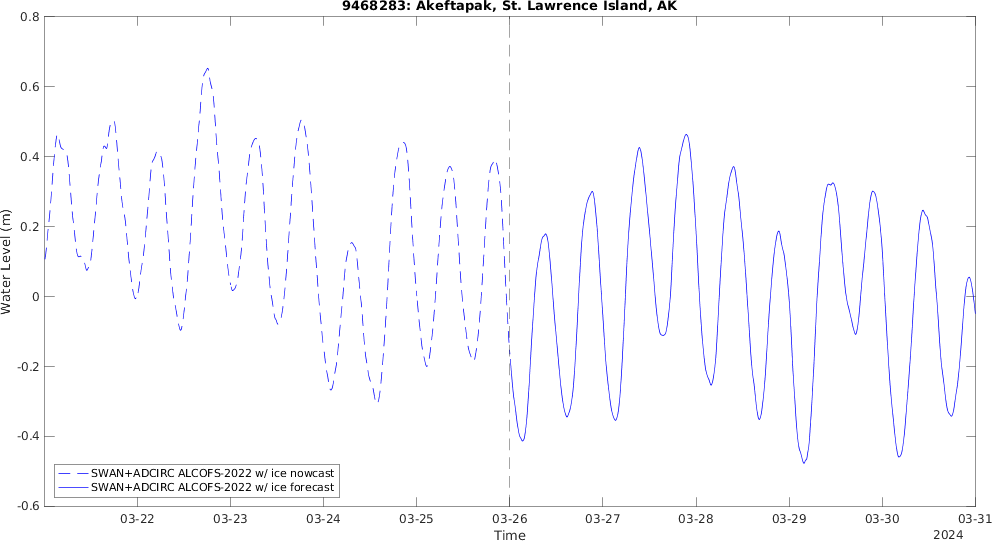 9468283: Akeftapak, St. Lawrence Island, AK
Water Level (m)
0.8
0.6
0.4
0.2
0
-0.2
-0.4
-0.6
SWAN+ADCIRC ALCOFS-2022 w/ ice nowcast
SWAN+ADCIRC ALCOFS-2022 w/ ice forecast
03-22 03-23 03-24 03-25 03-26 03-27 03-28 03-29 03-30 03-31
Time
2024